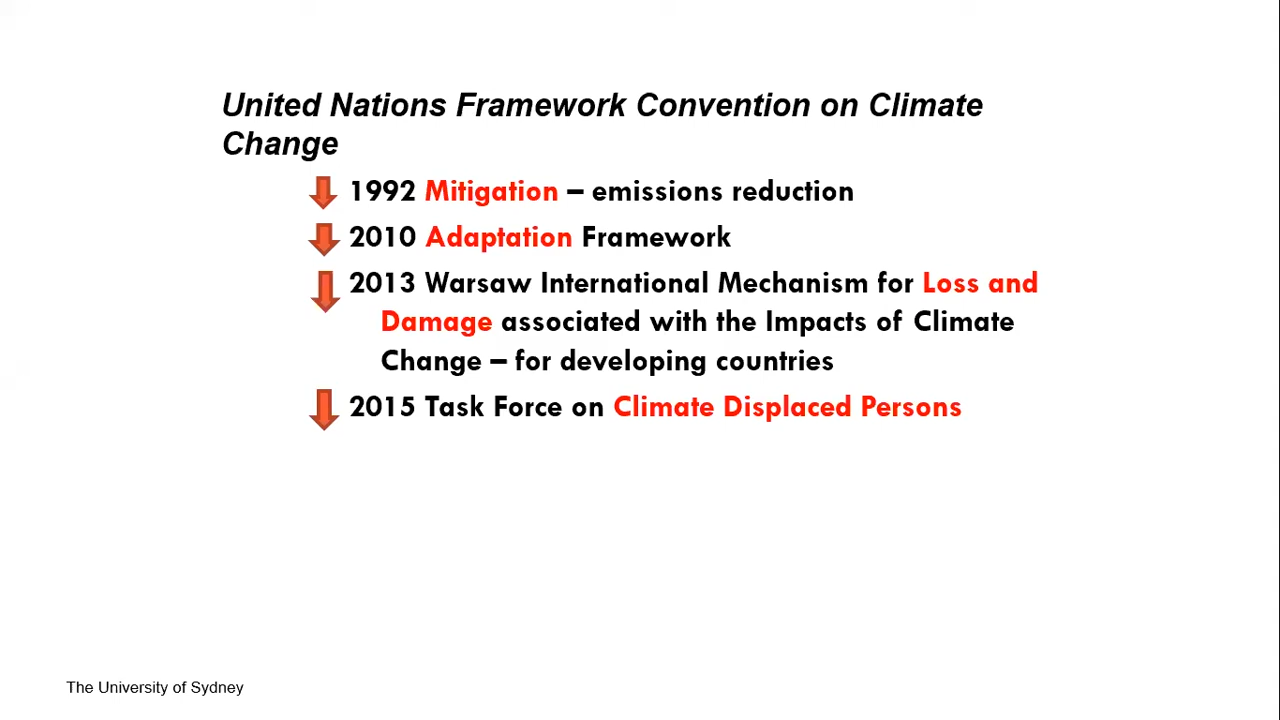 United Nations Framework Convention on Climate
Change
1992 Mitigation – emissions reduction
2010 Adaptation Framework
2013 Warsaw International Mechanism for Loss and
Damage associated with the Impacts of Climate
Change – for developing countries
2015 Task Force on Climate Displaced Persons
The University of Sydney